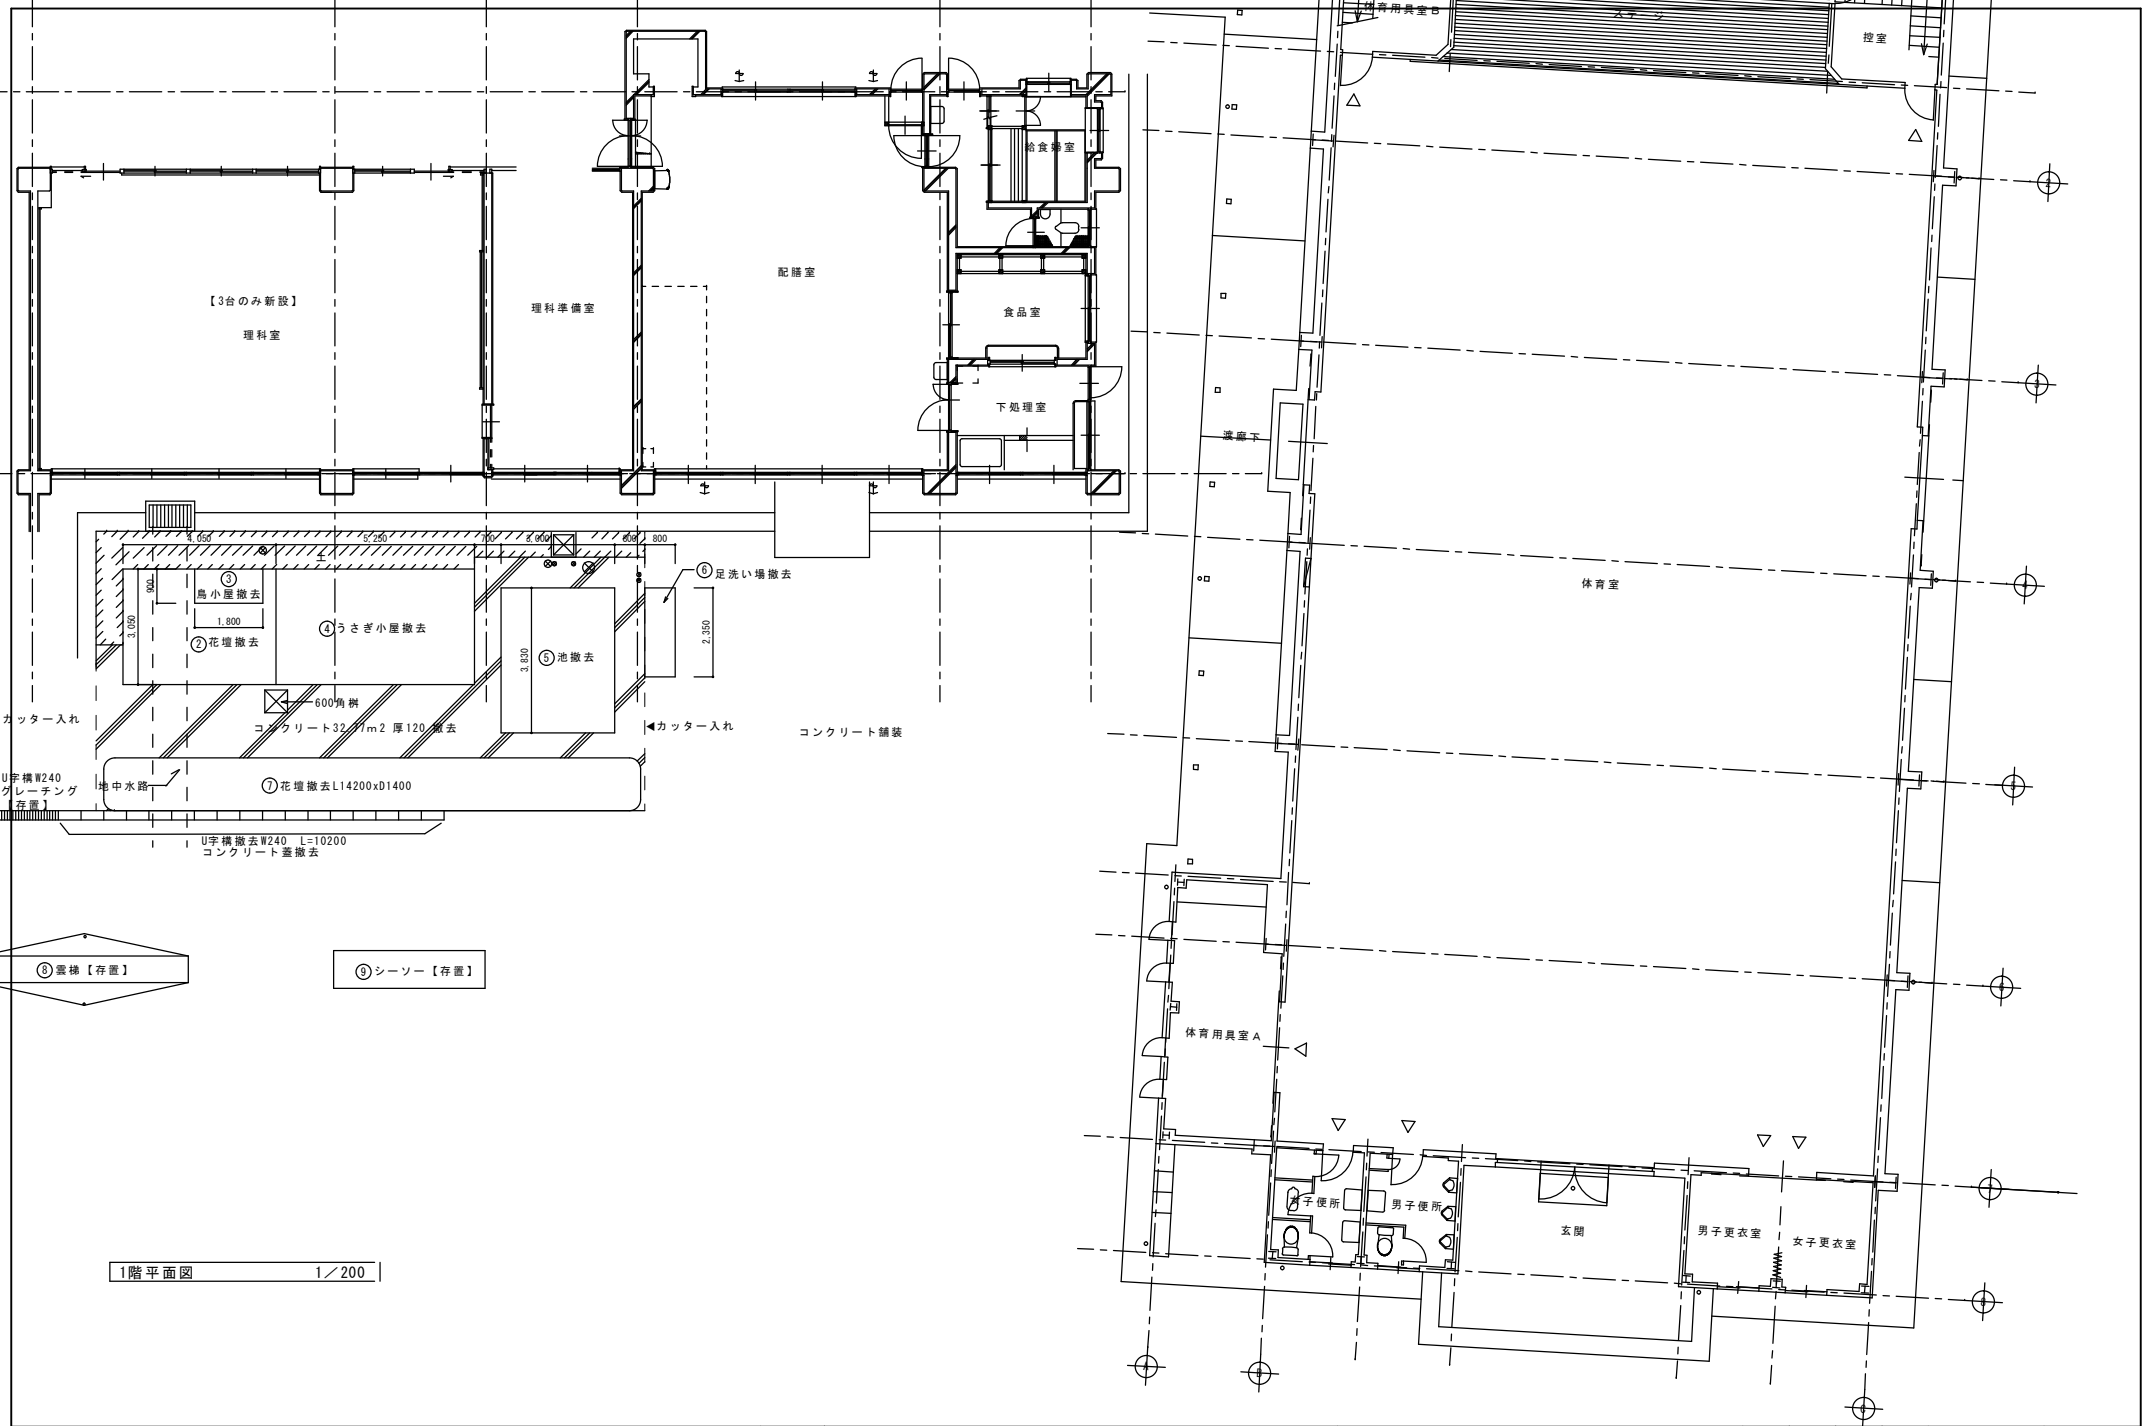 体育用具室B
ステージ
控室
給食婦室
配膳室
【3台のみ新設】
理科室
理科準備室
食品室
下処理室
渡廊下
体育室
2
3
4
5
6
7
8
4,050
5,250
700
3,000
600
800
900
③
鳥小屋撤去
1,800
3,050
②花壇撤去
④うさぎ小屋撤去
3,830
⑤池撤去
⑥足洗い場撤去
2,350
600角桝
コンクリート32.77m2 厚120 撤去
カッター入れ
◀カッター入れ
コンクリート舗装
U字構W240
グレーチング
【存置】
地中水路
⑦花壇撤去L14200xD1400
U字構撤去W240 L=10200
コンクリート蓋撤去
⑧雲梯【存置】
⑨シーソー【存置】
体育用具室A
女子便所
男子便所
玄関
男子更衣室
女子更衣室
1階平面図 1/200
A
B
C